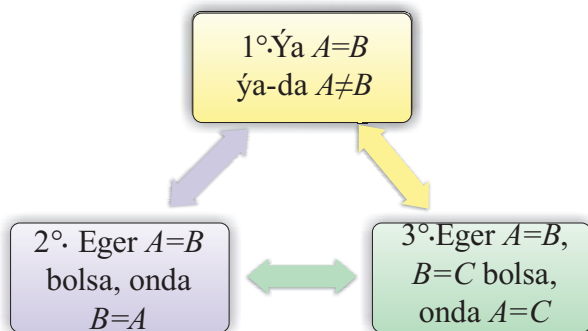 1°·Ýa A=B
ýa-da A≠B
2°· Eger A=B
bolsa, onda
B=A
3°·Eger A=B,
B=C bolsa,
onda A=C